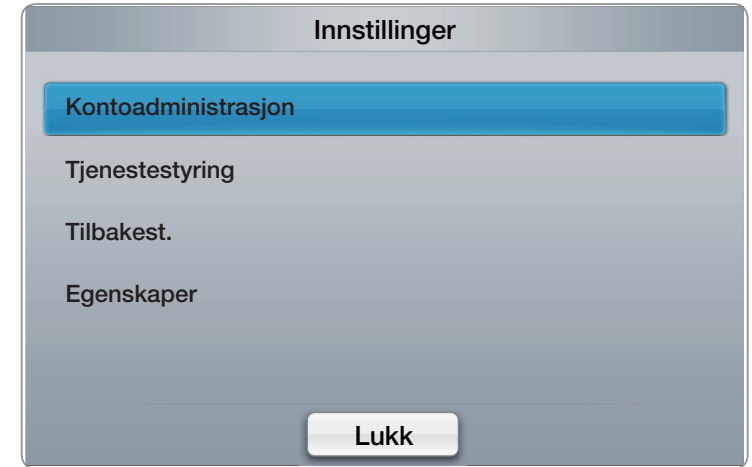 Innstillinger
Kontoadministrasjon
Tjenestestyring
Tilbakest.
Egenskaper
Lukk